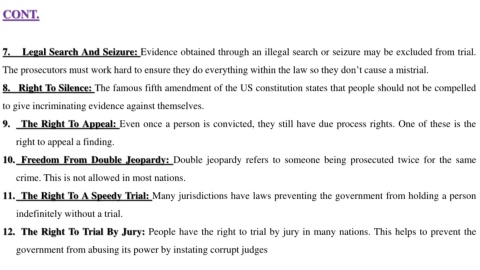 CONT.
7. Legal Search And Seizure: Evidence obtained through an illegal search or seizure may be excluded from trial.
The prosecutors must work hard to ensure they do everything within the law so they don't cause a mistrial.
8. Right To Silence: The famous fifth amendment of the US constitution states that people should not be compelled
to give incriminating evidence against themselves.
9. The Right To Appeal: Even once a person is convicted, they still have due process rights. One of these is the
right to appeal a finding.
10. Freedom From Double Jeopardy: Double jeopardy refers to someone being prosecuted twice for the same
crime. This is not allowed in most nations.
11. The Right To A Speedy Trial: Many jurisdictions have laws preventing the government from holding a person
indefinitely without a trial.
12. The Right To Trial By Jury: People have the right to trial by jury in many nations. This helps to prevent the
government from abusing its power by instating corrupt judges